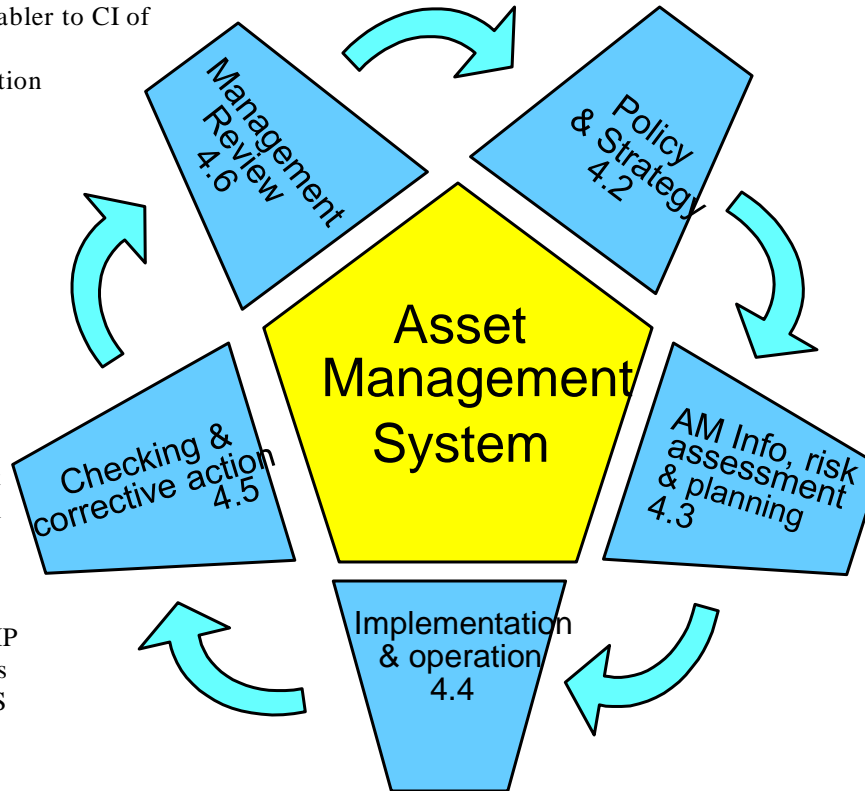 tion
Management
Review
4.6
Policy
& Strategy
4.2
Asset
Management
System
AM Info, risk
assessment
& planning
4.3
Checking &
corrective action
4.5
Implementation
& operation
4.4
abler to CI of
IP
s
S